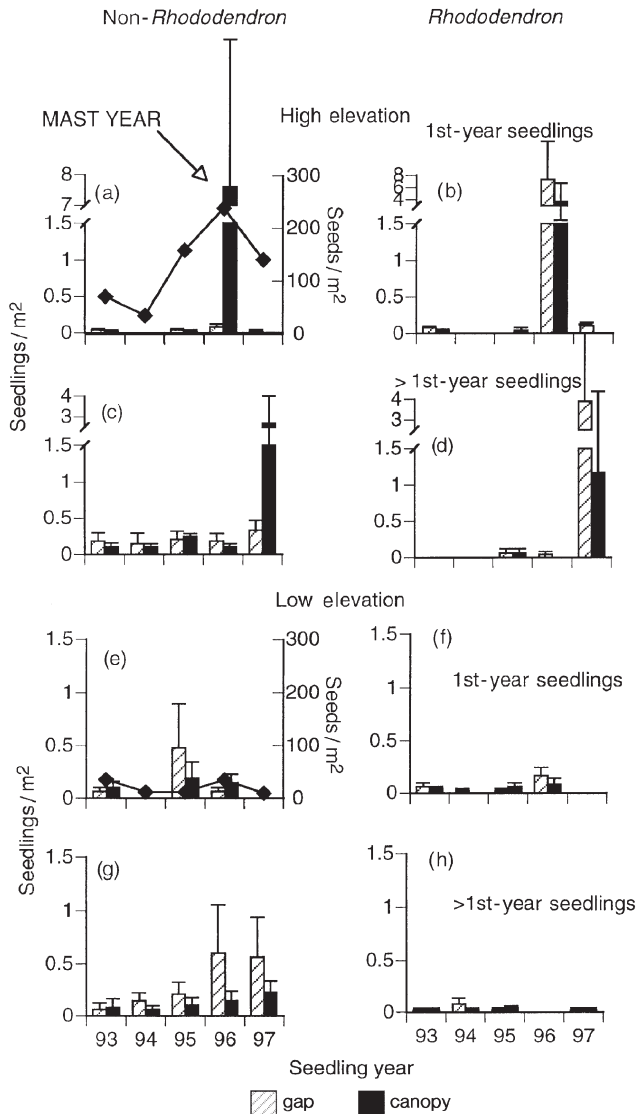 Non-Rhododendron Rhododendron
MAST YEAR
High elevation
1st-year seedlings
(a)
8
7
1.5
1
0.5
0
300
200
100
0
Seeds/m2
(b)
8
6
4
1.5
1
0.5
0
Seedlings/m2
(c)
4
3
1.5
1
0.5
0
> 1st-year seedlings
(d)
4
3
1.5
1
0.5
0
Low elevation
(e)
1.5
1
0.5
0
300
200
100
0
Seeds/m2
(f)
1st-year seedlings
1.5
1
0.5
0
Seedlings/m2
(g)
1.5
1
0.5
0
(h)
>1st-year seedlings
1.5
1
0.5
0
93 94 95 96 97
93 94 95 96 97
Seedling year
gap canopy